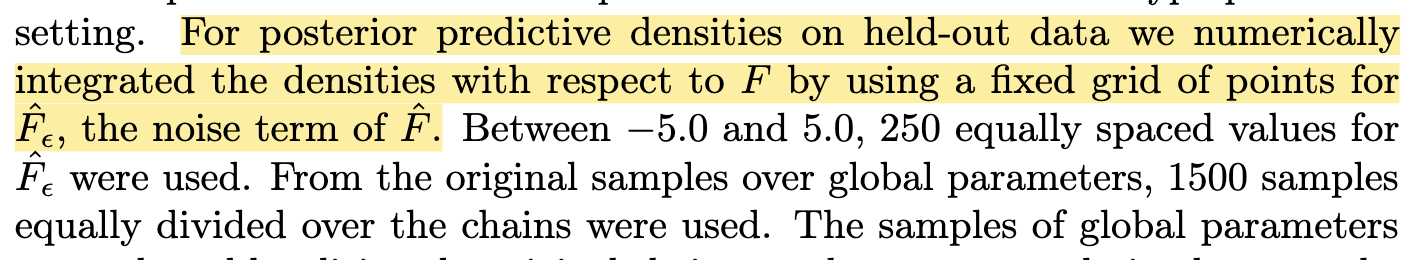 setting. For posterior predictive densities on held-out data we numerically
integrated the densities with respect to F by using a fixed grid of points for
F̂ϵ, the noise term of F̂. Between −5.0 and 5.0, 250 equally spaced values for
F̂ϵ were used. From the original samples over global parameters, 1500 samples
equally divided over the chains were used. The samples of global parameters